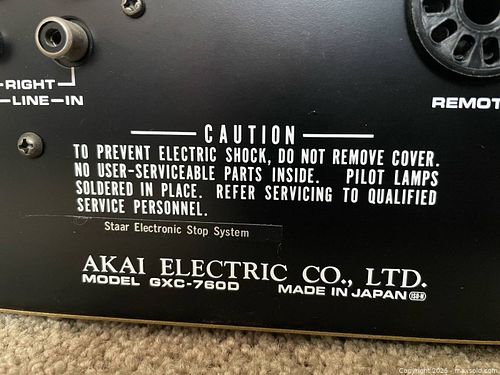 RIGHT
LINE-IN
REMOT
CAUTION
TO PREVENT ELECTRIC SHOCK, DO NOT REMOVE COVER.
NO USER-SERVICEABLE PARTS INSIDE. PILOT LAMPS
SOLDERED IN PLACE. REFER SERVICING TO QUALIFIED
SERVICE PERSONNEL.
Staar Electronic Stop System
AKAI ELECTRIC CO., LTD.
MODEL GXC-760D MADE IN JAPAN